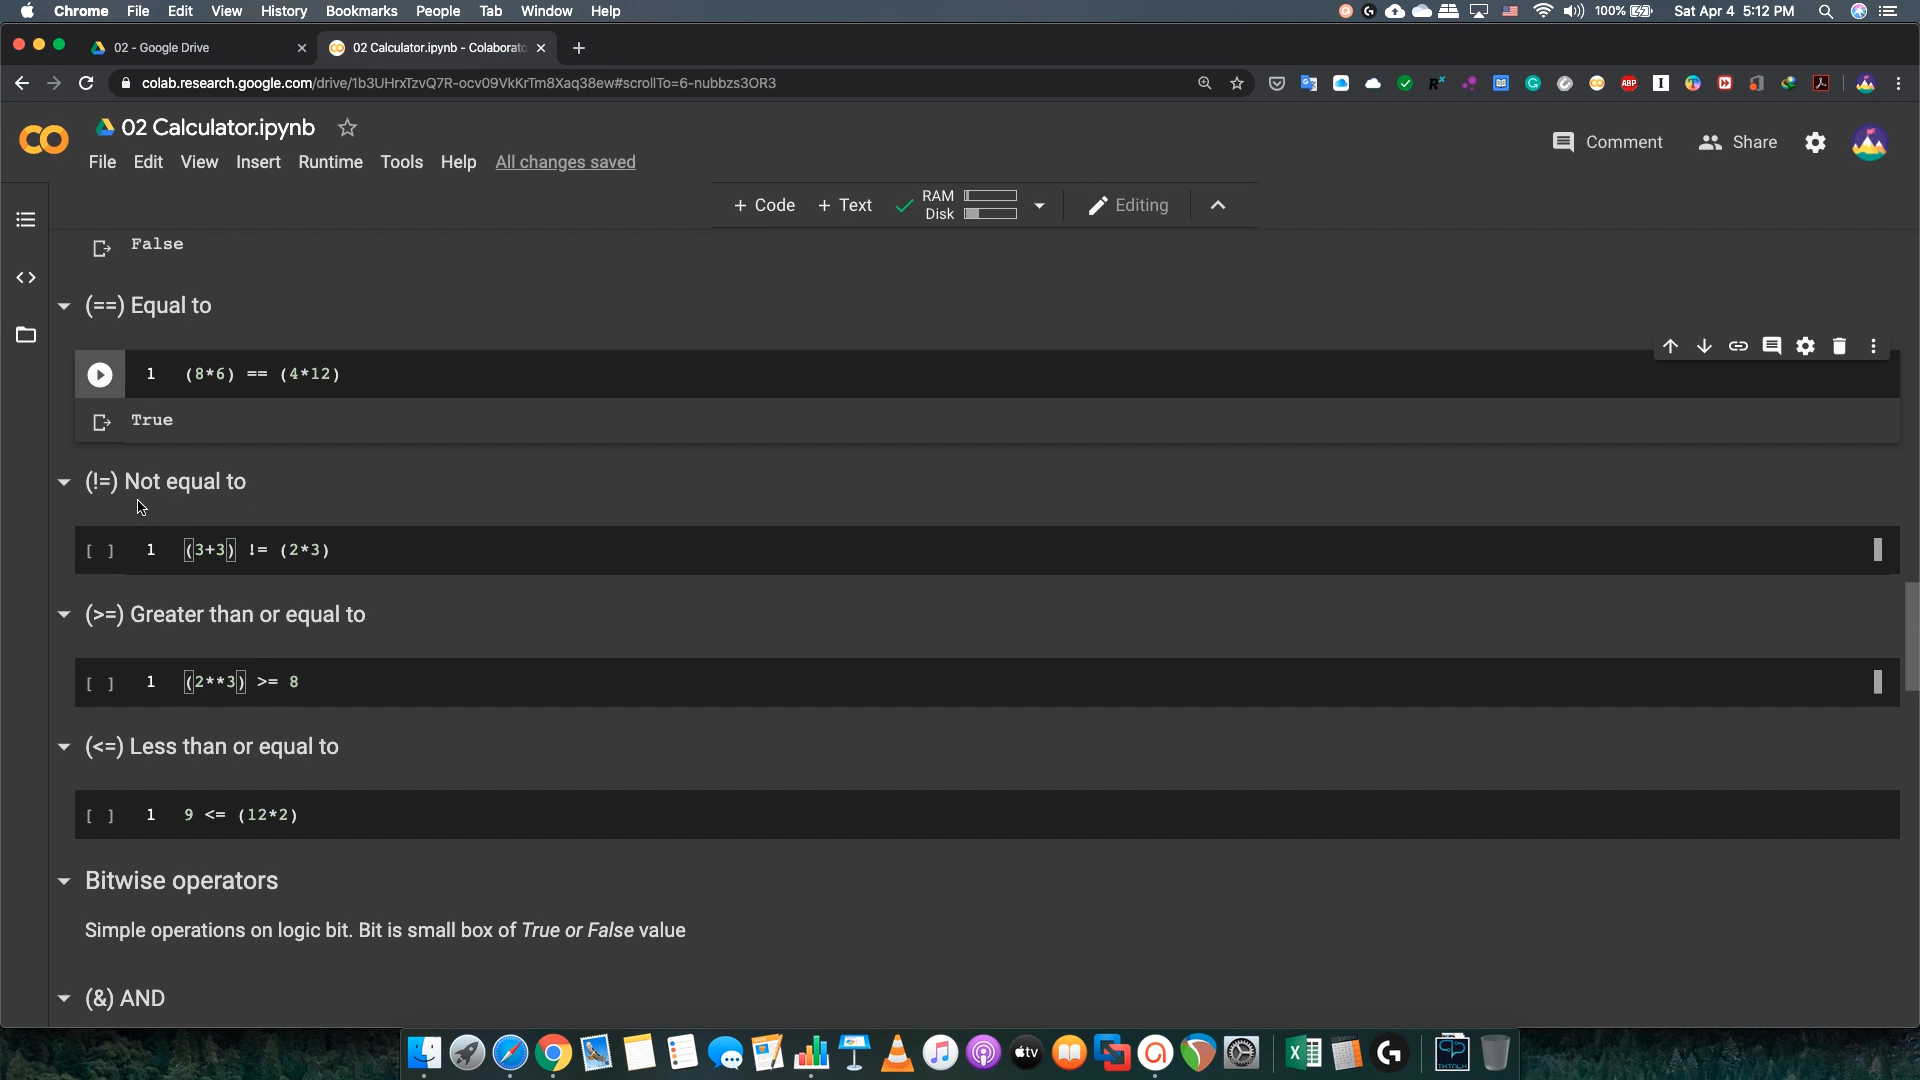 Chrome File Edit View History Bookmarks People Tab Window Help 100% Sat Apr 4 5:12 PM
02 - Google Drive 02 Calculator.ipynb - Colaborato
colab.research.google.com/drive/1b3UHrxTzvQ7R-ocv09VkKrTm8Xaq38ew#scrollTo=6-nubbzs3OR3
ABP
02 Calculator.ipynb
Comment Share
File Edit View Insert Runtime Tools Help All changes saved
+ Code + Text RAM Disk Editing
False
(==) Equal to
1 (8*6) == (4*12)
True
(!=) Not equal to
[ ] 1 (3+3) != (2*3)
(>=) Greater than or equal to
[ ] 1 (2**3) >= 8
(<=) Less than or equal to
[ ] 1 9 <= (12*2)
Bitwise operators
Simple operations on logic bit. Bit is small box of True or False value
(&) AND
tv